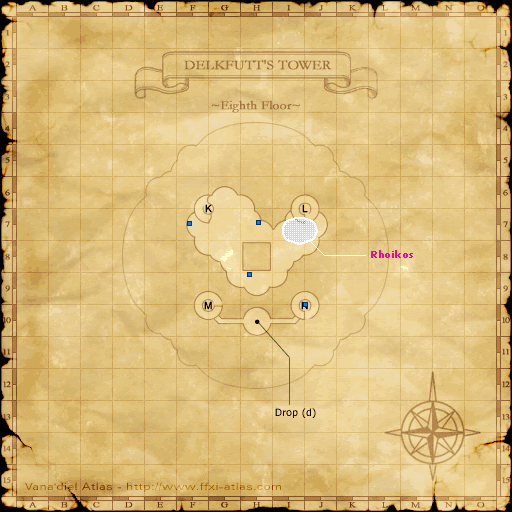 A B C D E F G H I J K L M N O
DELKFUTT'S TOWER
~Eighth Floor~
K
L
Rhoikos
M
Drop (d)
Vana'diel Atlas - http://www.ffxi-atlas.com
1
2
3
4
5
6
7
8
9
10
11
12
13
14
15
A B C D E F G H I J K L M N O